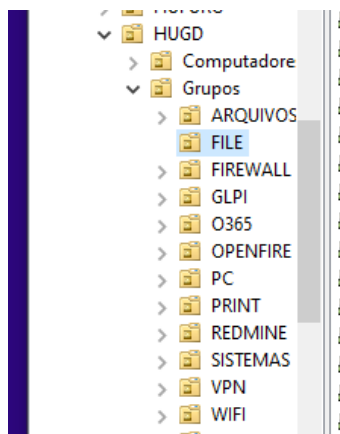 HUGD
Computadore
Grupos
ARQUIVOS
FILE
FIREWALL
GLPI
O365
OPENFIRE
PC
PRINT
REDMINE
SISTEMAS
VPN
WIFI